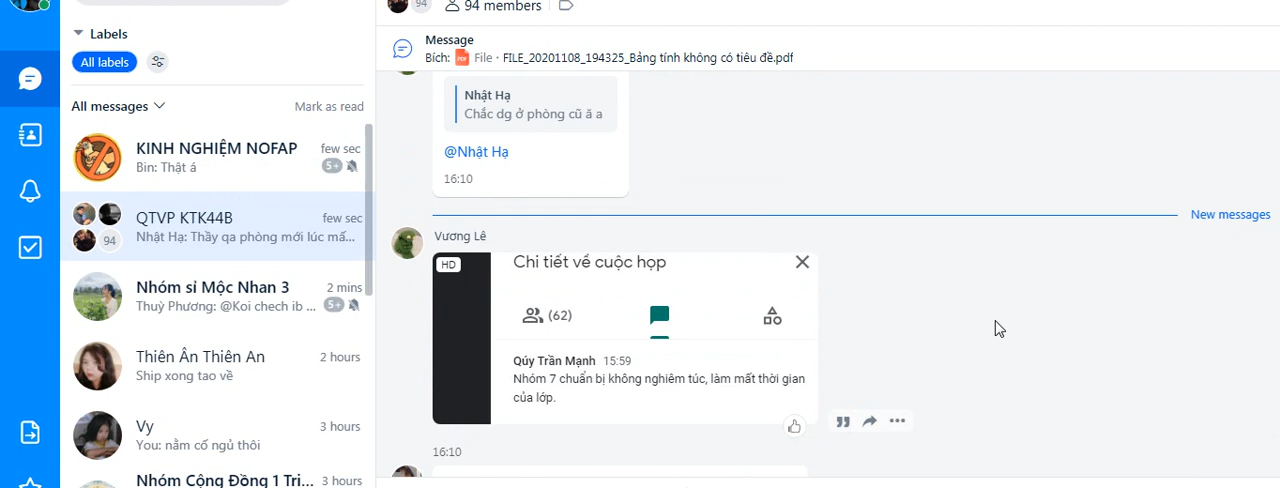 Labels
All labels
All messages
Mark as read
KINH NGHIỆM NOFAP
few sec
Bin: Thật á
5+
QTVP KTK44B
few sec
94
Nhật Hạ: Thầy qa phòng mới lúc mấ...
Nhóm sỉ Mộc Nhan 3
2 mins
Thuỳ Phương: @Koi chech ib ...
5+
Thiên Ân Thiên An
2 hours
Ship xong tao về
Vy
3 hours
You: nằm cố ngủ thôi
Nhóm Cộng Đồng 1 Tri...
3 hours
94
94 members
Message
Bích: File · FILE_20201108_194325_Bảng tính không có tiêu đề.pdf
Nhật Hạ
Chắc dg ở phòng cũ ã a
@Nhật Hạ
16:10
New messages
Vương Lê
HD
Chi tiết về cuộc họp
(62)
Qúy Trần Mạnh 15:59
Nhóm 7 chuẩn bị không nghiêm túc, làm mất thời gian
của lớp.
16:10